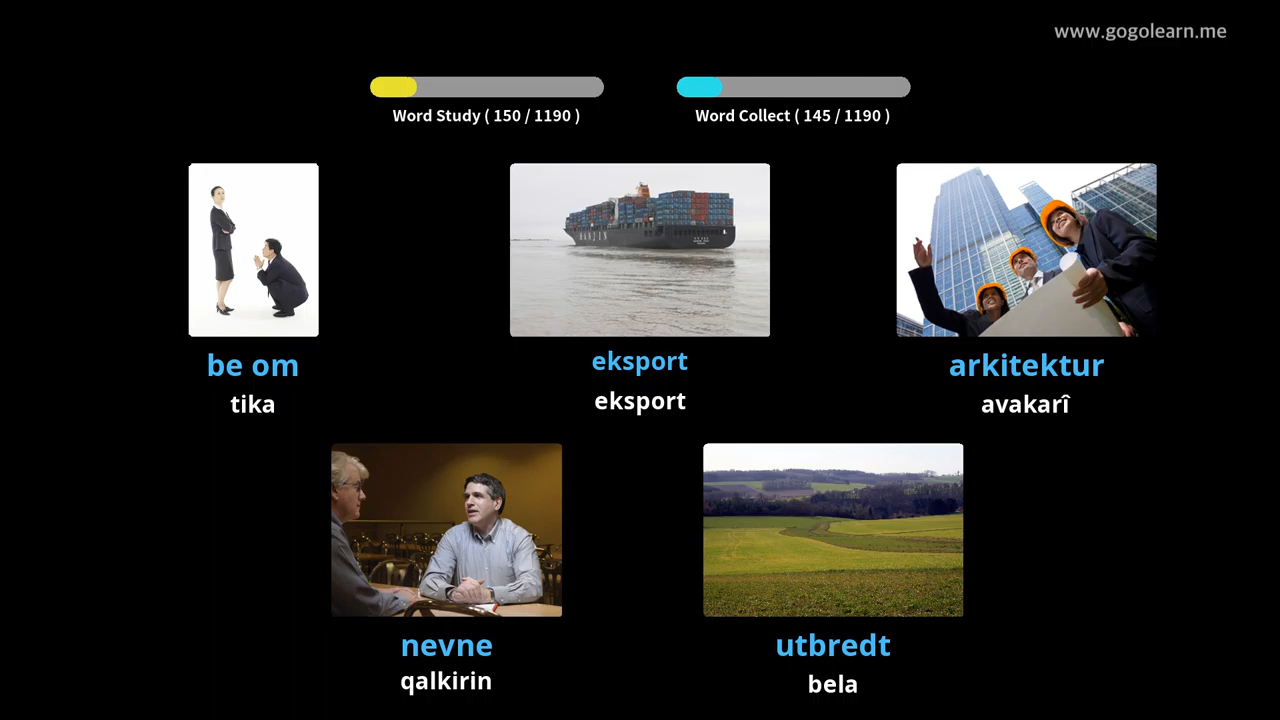 www.gogolearn.me
Word Study ( 150 / 1190 )
Word Collect ( 145 / 1190 )
HANJIN
be om
tika
eksport
eksport
arkitektur
avakarî
nevne
qalkirin
utbredt
bela